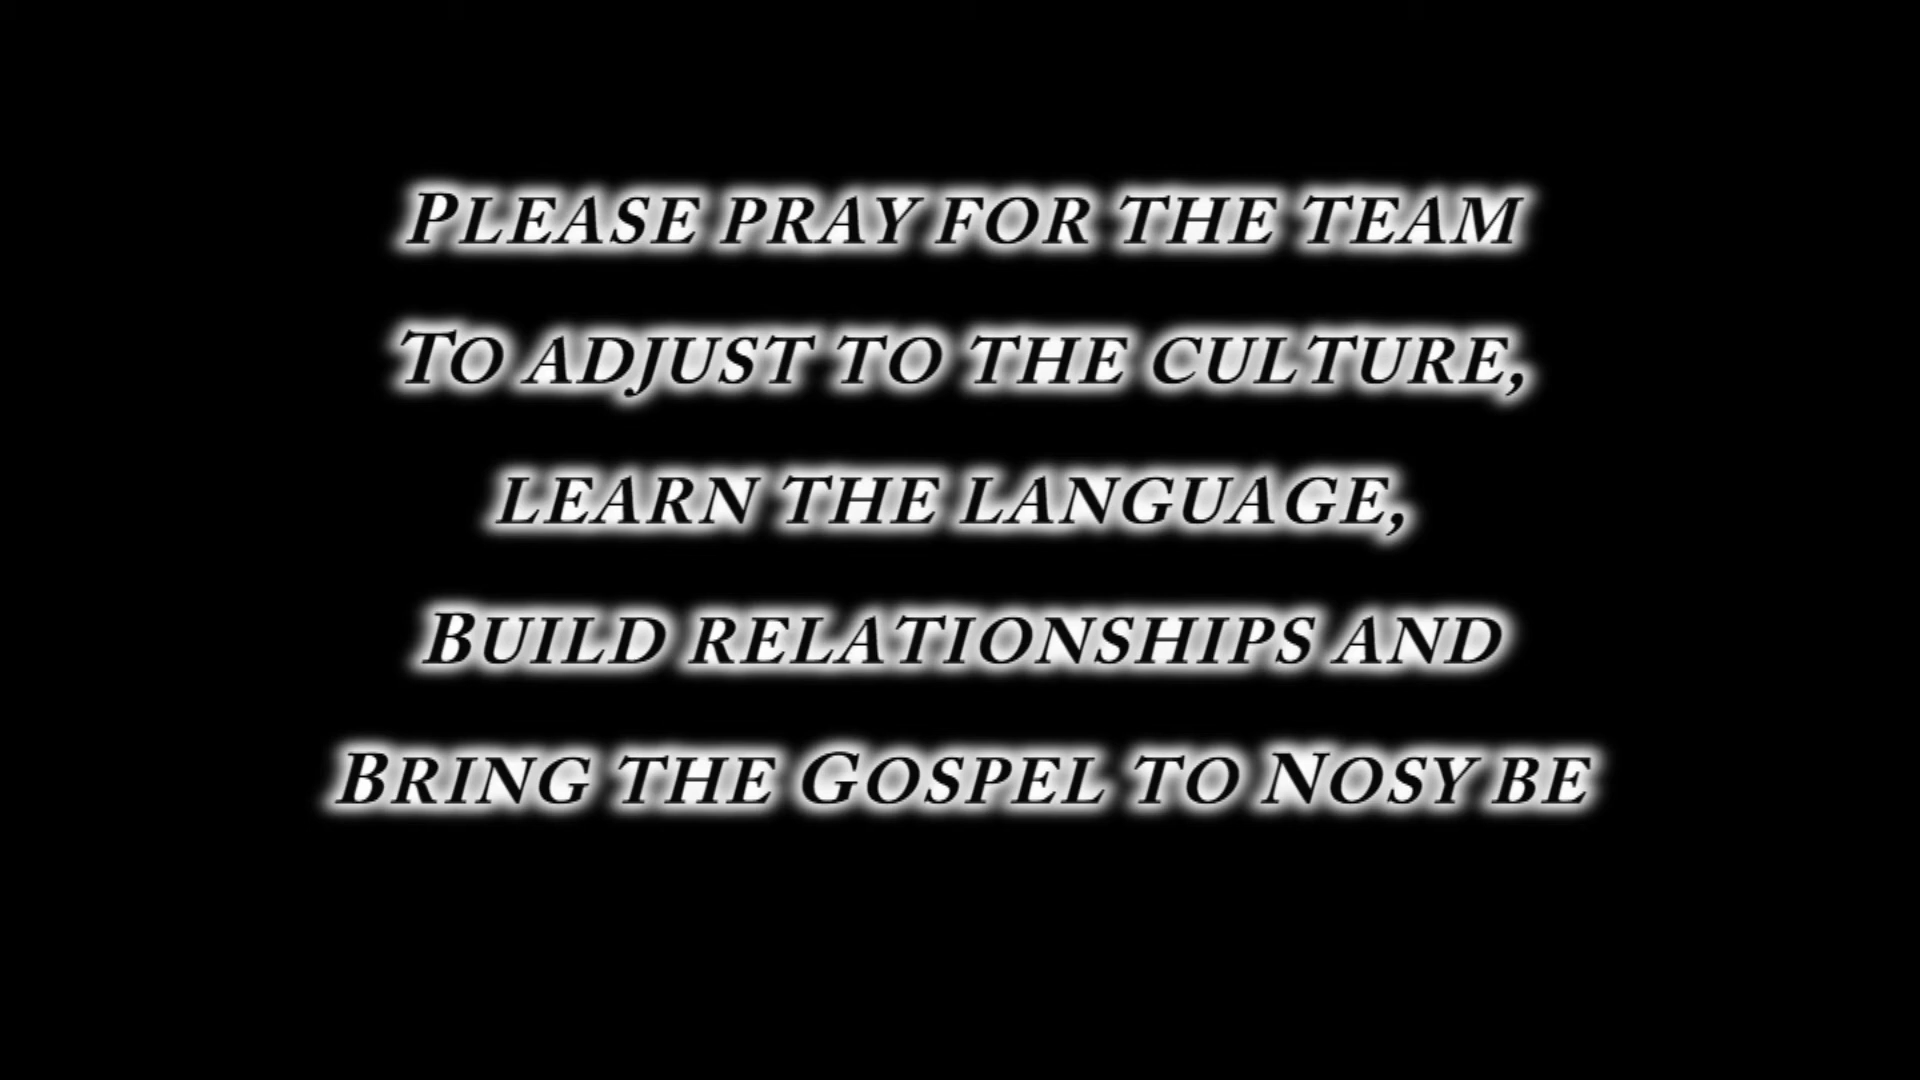 Please pray for the team
To adjust to the culture,
learn the language,
Build relationships and
Bring the Gospel to Nosy be